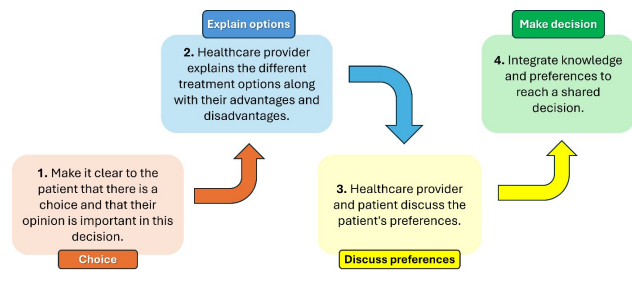 1. Make it clear to the
patient that there is a
choice and that their
opinion is important in this
decision.
Choice
Explain options
2. Healthcare provider
explains the different
treatment options along
with their advantages and
disadvantages.
3. Healthcare provider
and patient discuss the
patient's preferences.
Discuss preferences
Make decision
4. Integrate knowledge
and preferences to
reach a shared
decision.